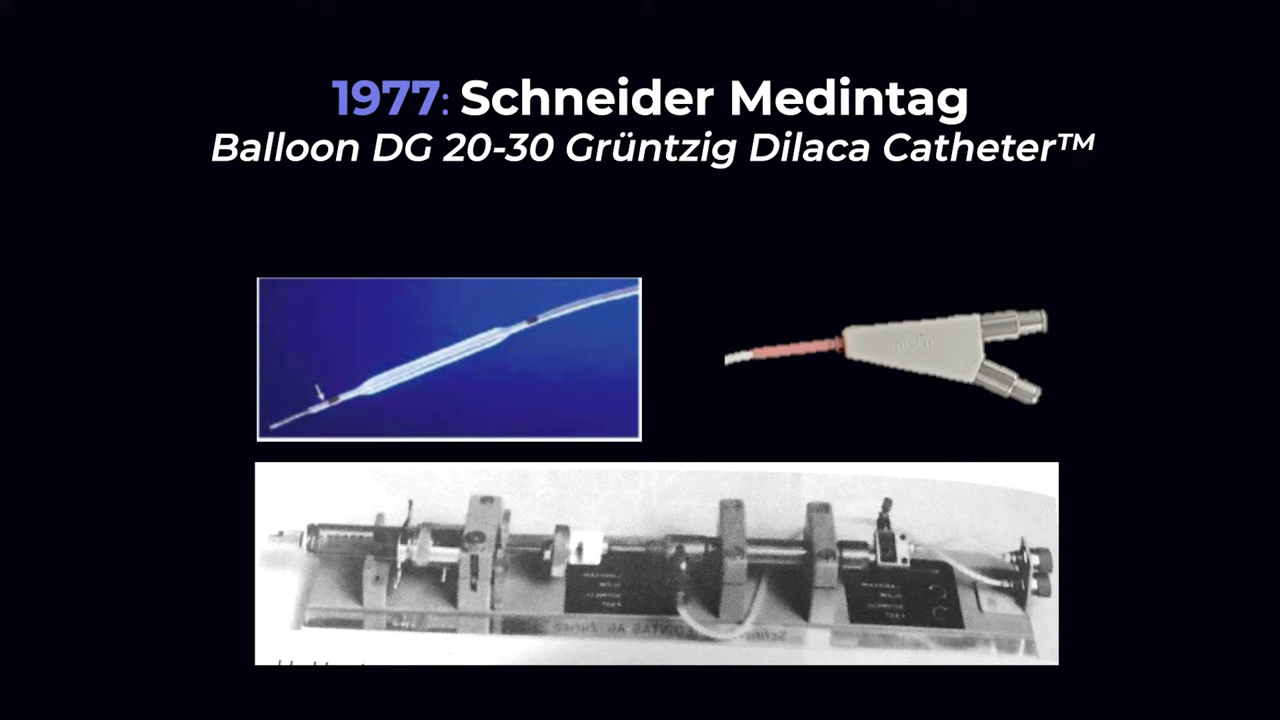 1977: Schneider Medintag
Balloon DG 20-30 Grüntzig Dilaca Catheter™